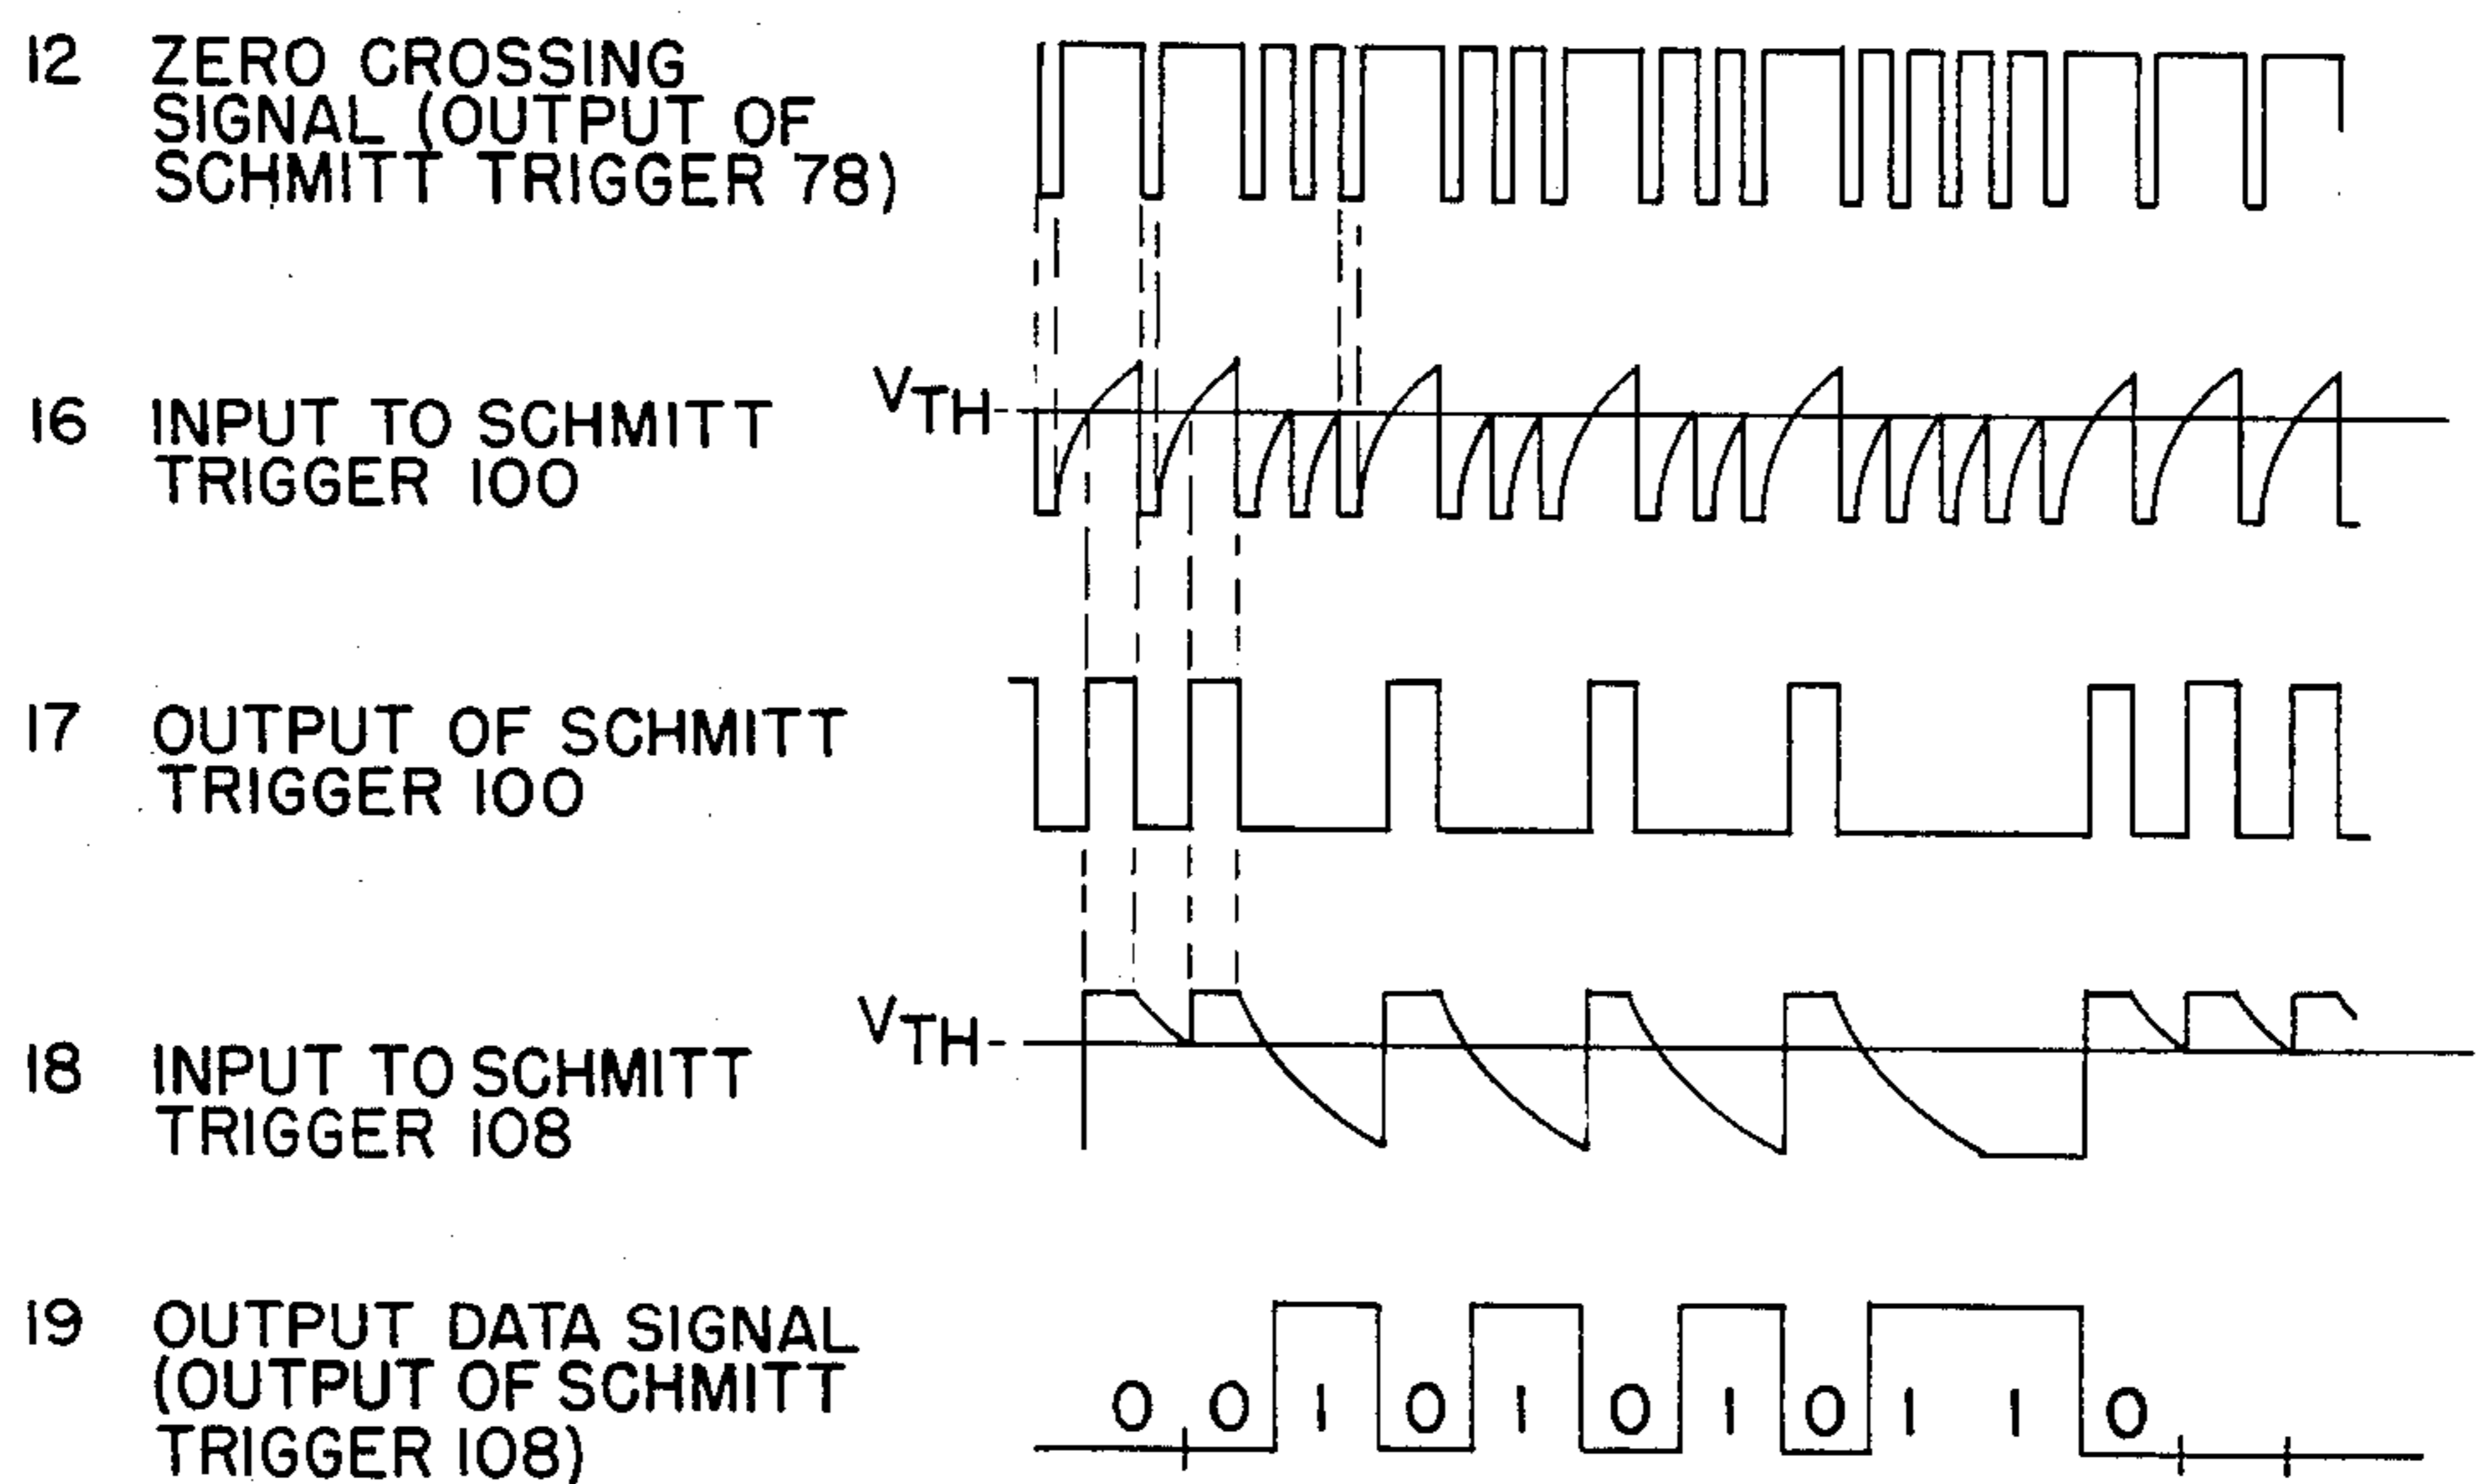 12 ZERO CROSSING
SIGNAL (OUTPUT OF
SCHMITT TRIGGER 78)
VTH
16 INPUT TO SCHMITT
TRIGGER 100
17 OUTPUT OF SCHMITT
TRIGGER 100
VTH
18 INPUT TO SCHMITT
TRIGGER 108
19 OUTPUT DATA SIGNAL
(OUTPUT OF SCHMITT
TRIGGER 108)
0 0 1 0 1 0 1 0 1 1 0